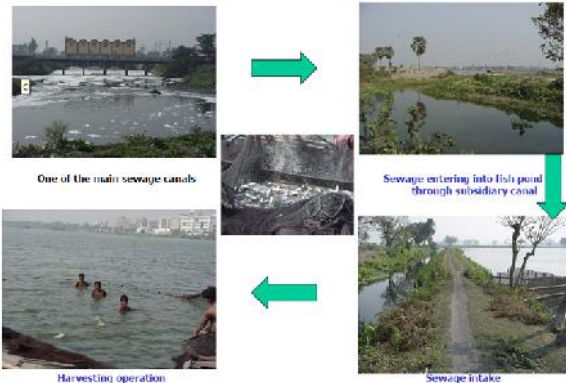 One of the main sewage canals
Sewage entering into fish pond
through subsidiary canal
Harvesting operation
Sewage intake